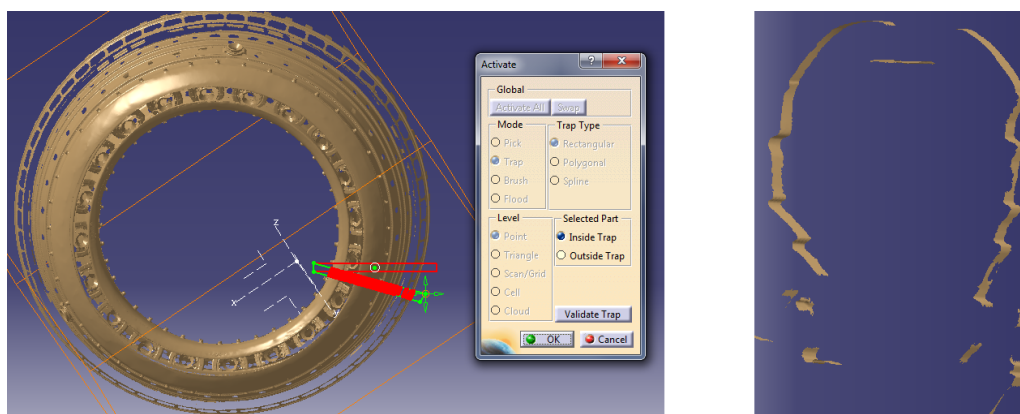 Activate
Global
Activate All Swap
Mode Trap Type
Pick Rectangular
Trap Polygonal
Brush Spline
Flood
Level Selected Part
Point Inside Trap
Triangle Outside Trap
Scan/Grid
Cell
Cloud Validate Trap
OK Cancel
z
x